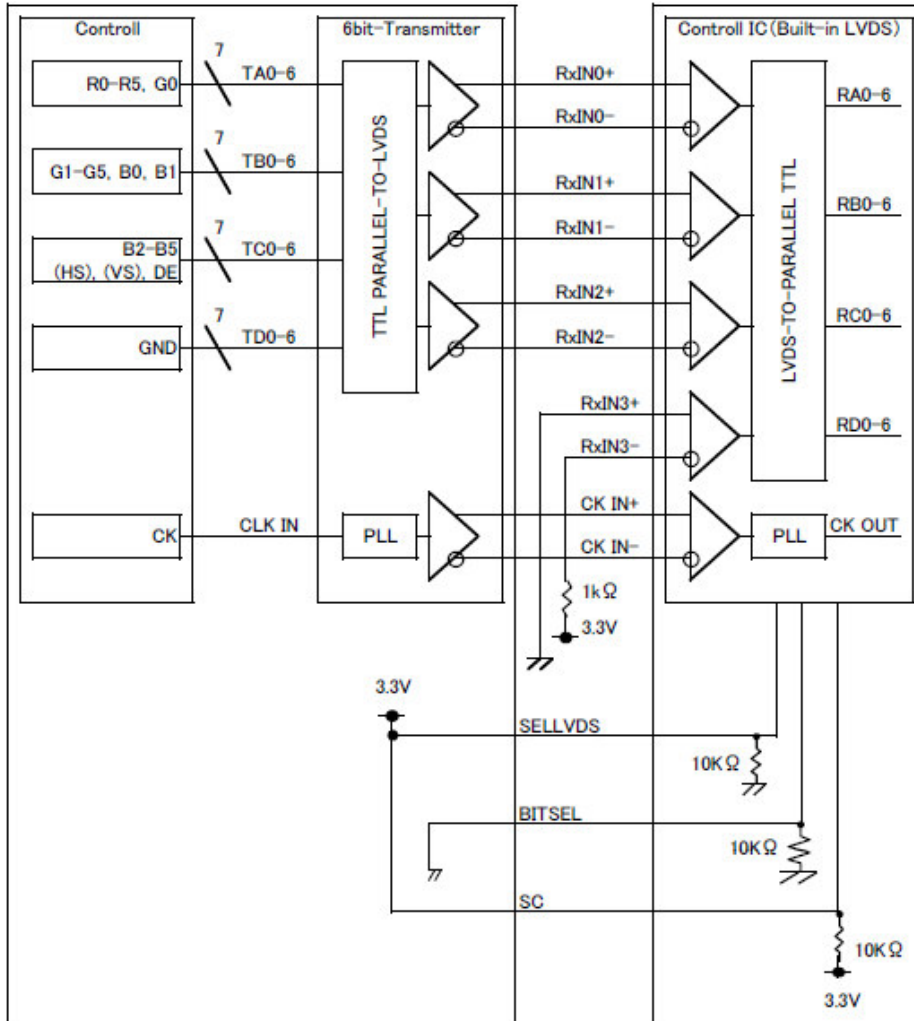 Controll
6bit-Transmitter
Controll IC(Built-in LVDS)
7
R0-R5, G0
TA0-6
RxIN0+
RA0-6
RxIN0-
7
G1-G5, B0, B1
TB0-6
RxIN1+
RB0-6
RxIN1-
7
B2-B5
(HS), (VS), DE
TC0-6
RxIN2+
RC0-6
RxIN2-
7
GND
TD0-6
TTL PARALLEL-TO-LVDS
LVDS-TO-PARALLEL TTL
RxIN3+
RD0-6
RxIN3-
CK
CLK IN
PLL
CK IN+
CK IN-
PLL
CK OUT
1kΩ
3.3V
3.3V
SELLVDS
10KΩ
BITSEL
10KΩ
SC
10KΩ
3.3V